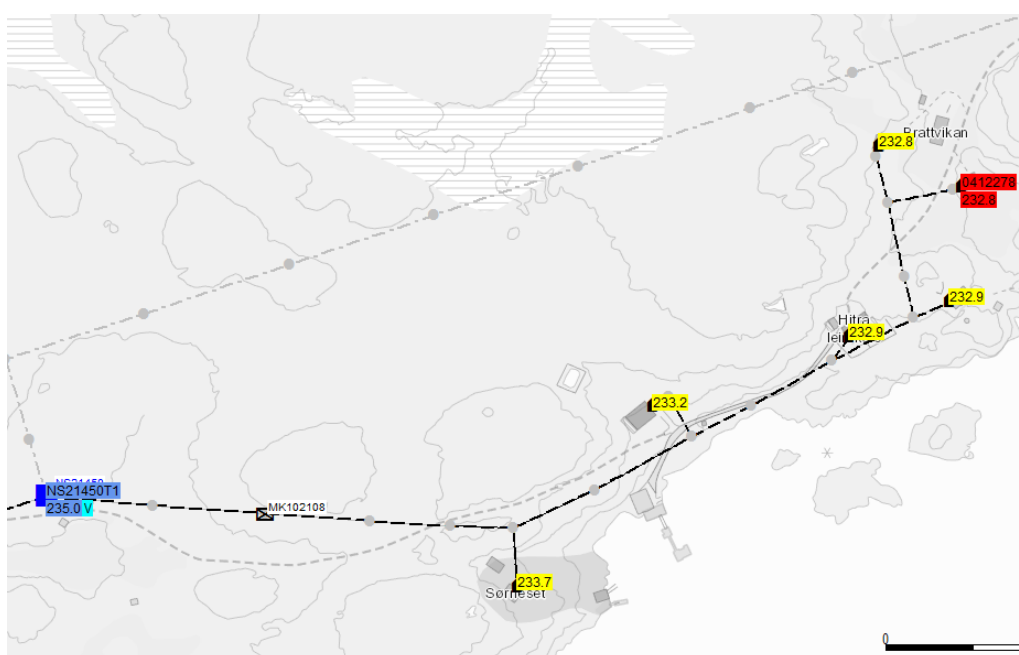 232.8
Brattvikan
0412278
232.8
232.9
Hitra
232.9
233.2
NS21450
NS21450T1
235.0 V
MK102108
233.7
Sørneset
0